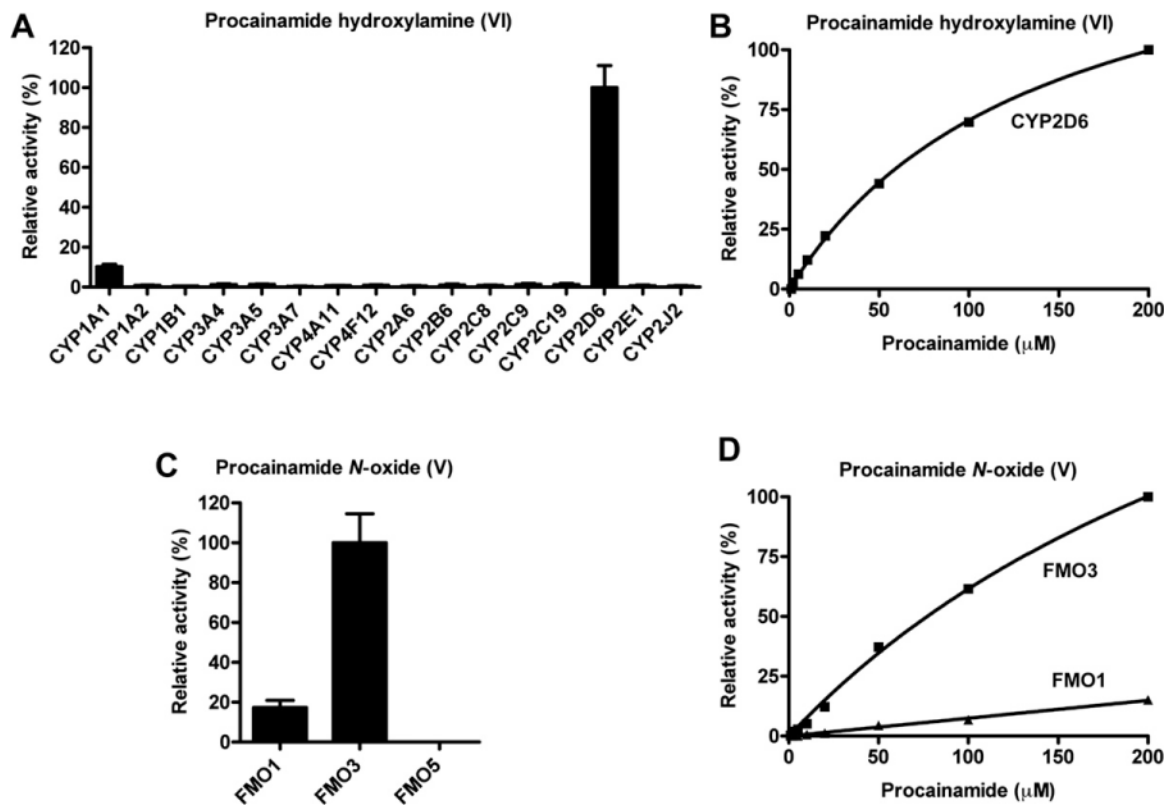 A
Procainamide hydroxylamine (VI)
Relative activity (%)
120
100
80
60
40
20
0
CYP1A1
CYP1A2
CYP1B1
CYP3A4
CYP3A5
CYP3A7
CYP4A11
CYP4F12
CYP2A6
CYP2B6
CYP2C8
CYP2C9
CYP2C19
CYP2D6
CYP2E1
CYP2J2
B
Procainamide hydroxylamine (VI)
Relative activity (%)
100
75
50
25
0
CYP2D6
0 50 100 150 200
Procainamide (μM)
C
Procainamide N-oxide (V)
Relative activity (%)
120
100
80
60
40
20
0
FMO1
FMO3
FMO5
D
Procainamide N-oxide (V)
Relative activity (%)
100
75
50
25
0
FMO3
FMO1
0 50 100 150 200
Procainamide (μM)